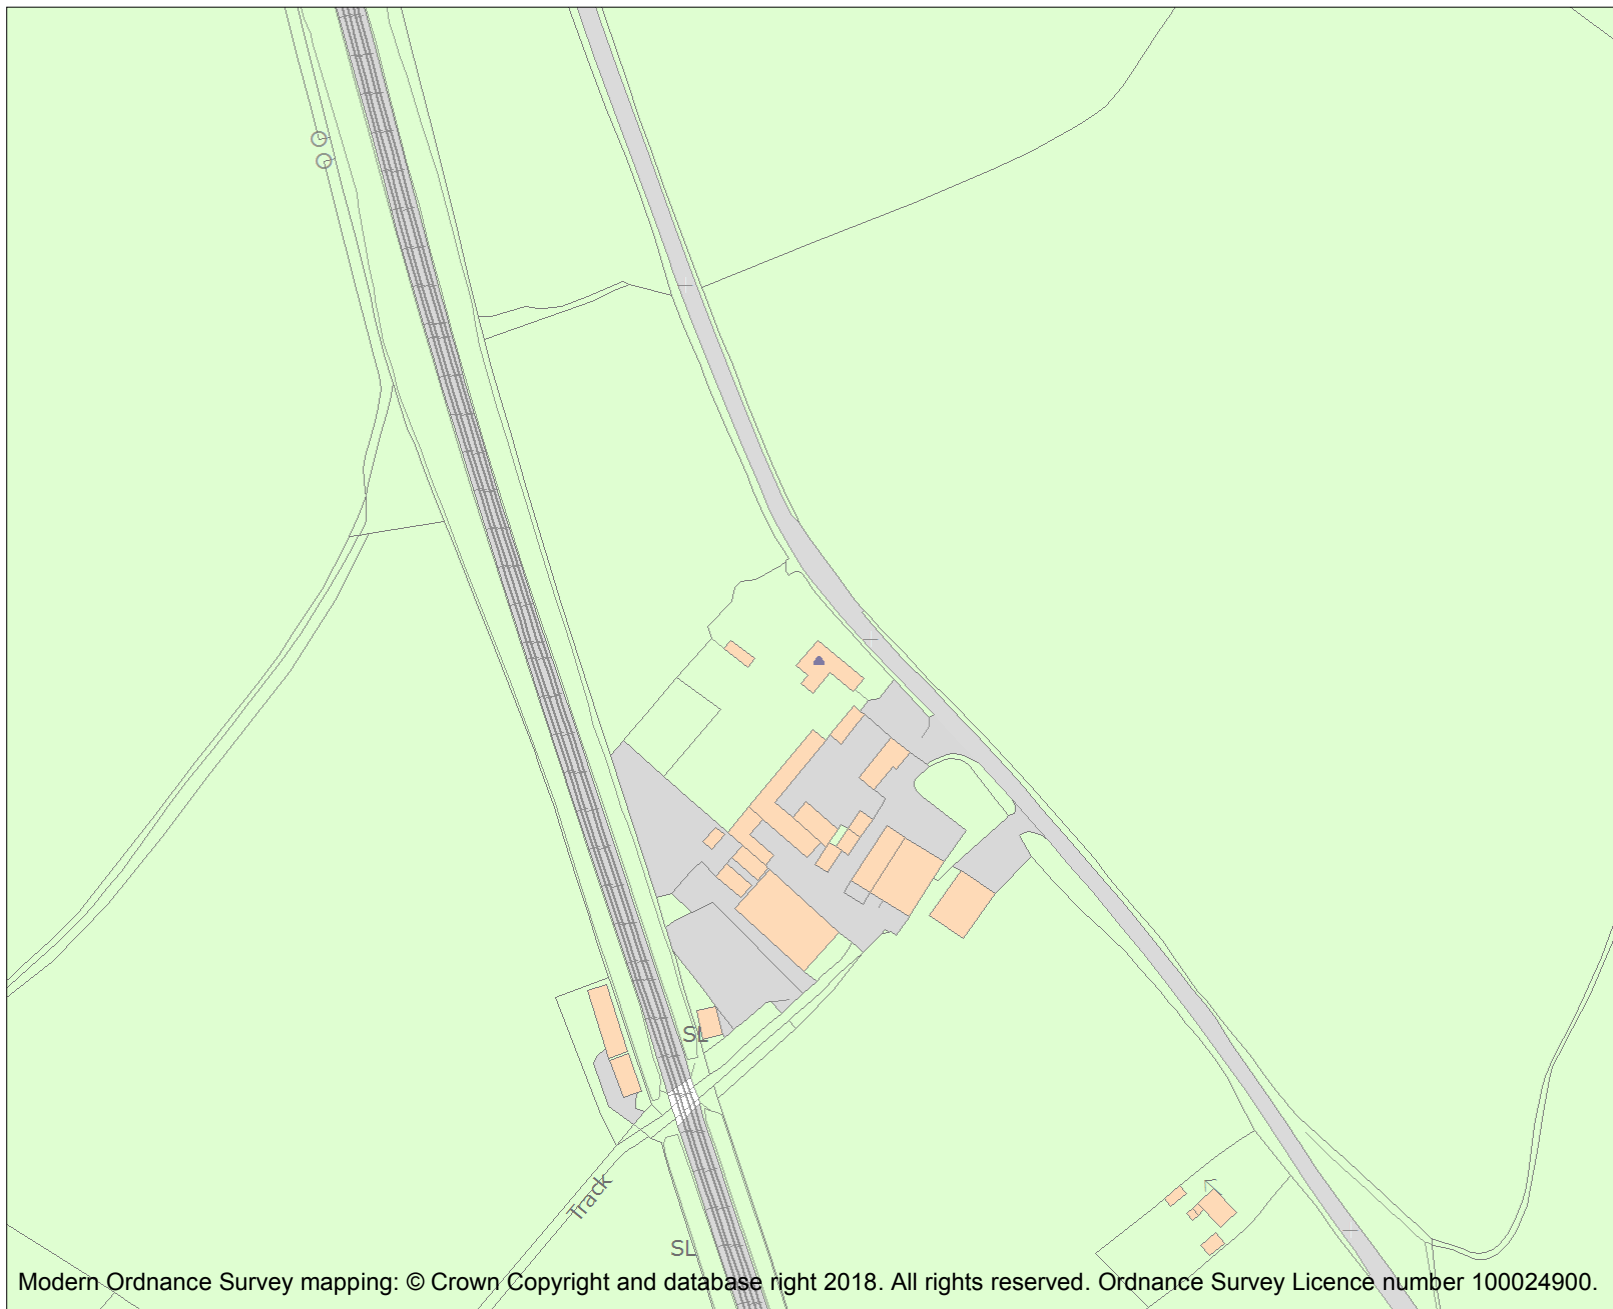 SL
Track
SL
Modern Ordnance Survey mapping: © Crown Copyright and database right 2018. All rights reserved. Ordnance Survey Licence number 100024900.